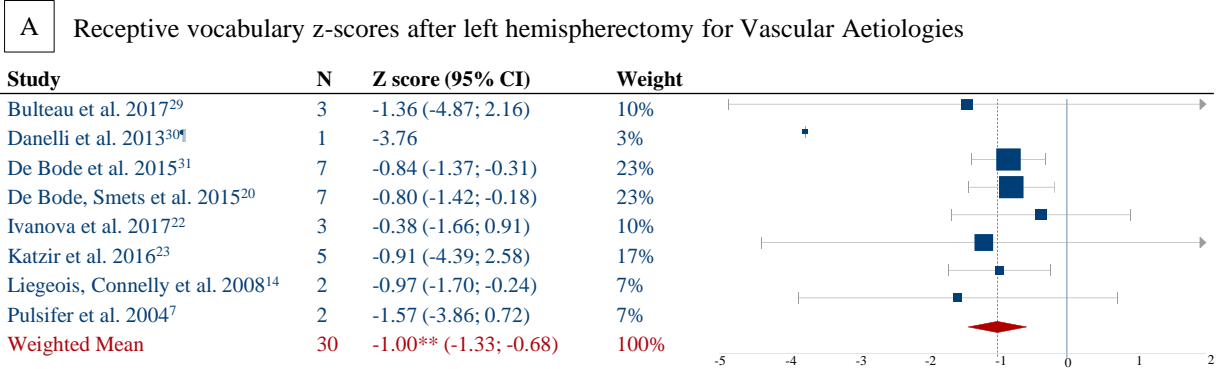 A Receptive vocabulary z-scores after left hemispherectomy for Vascular Aetiologies
Study N Z score (95% CI) Weight
Bulteau et al. 2017²⁹ 3 -1.36 (-4.87; 2.16) 10%
Danelli et al. 2013³⁰¶ 1 -3.76 3%
De Bode et al. 2015³¹ 7 -0.84 (-1.37; -0.31) 23%
De Bode, Smets et al. 2015²⁰ 7 -0.80 (-1.42; -0.18) 23%
Ivanova et al. 2017²² 3 -0.38 (-1.66; 0.91) 10%
Katzir et al. 2016²³ 5 -0.91 (-4.39; 2.58) 17%
Liegeois, Connelly et al. 2008¹⁴ 2 -0.97 (-1.70; -0.24) 7%
Pulsifer et al. 2004⁷ 2 -1.57 (-3.86; 0.72) 7%
Weighted Mean 30 -1.00** (-1.33; -0.68) 100%
-5 -4 -3 -2 -1 0 1 2